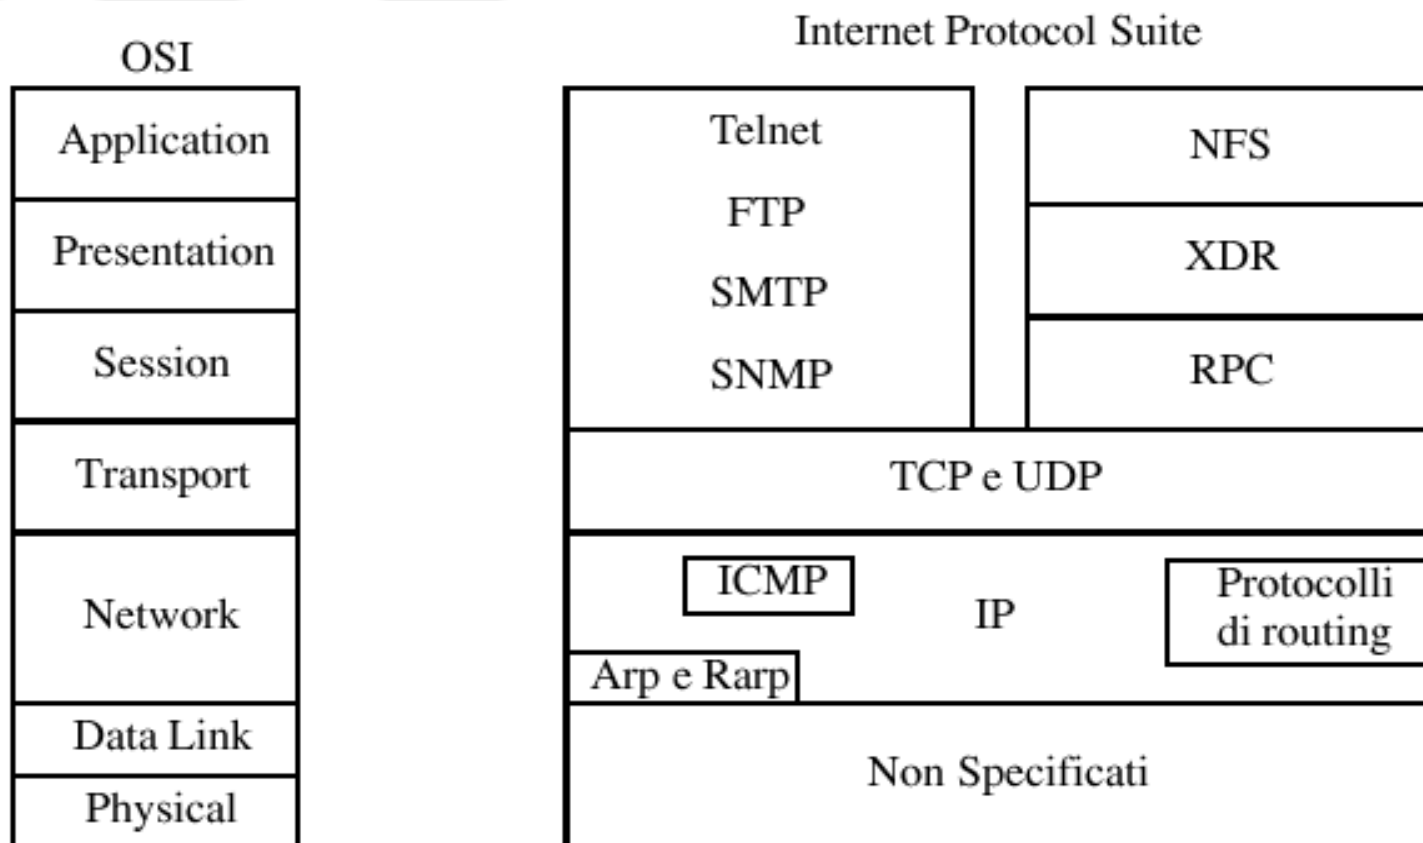 OSI
Application
Presentation
Session
Transport
Network
Data Link
Physical
Internet Protocol Suite
Telnet
FTP
SMTP
SNMP
NFS
XDR
RPC
TCP e UDP
ICMP
IP
Protocolli
di routing
Arp e Rarp
Non Specificati